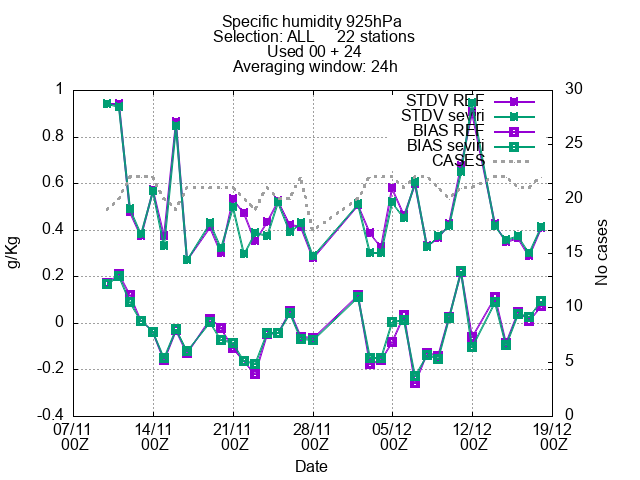 Specific humidity 925hPa
Selection: ALL 22 stations
Used 00 + 24
Averaging window: 24h
STDV REF
STDV seviri
BIAS REF
BIAS seviri
CASES
1
0.8
0.6
0.4
0.2
0
-0.2
-0.4
g/Kg
30
25
20
15
10
5
0
No cases
07/11 14/11 21/11 28/11 05/12 12/12 19/12
00Z 00Z 00Z 00Z 00Z 00Z 00Z
Date